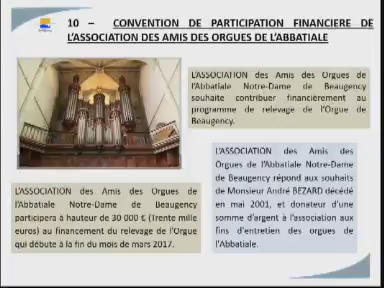 10 – CONVENTION DE PARTICIPATION FINANCIERE DE
L'ASSOCIATION DES AMIS DES ORGUES DE L'ABBATIALE
L'ASSOCIATION des Amis des Orgues de
l'Abbatiale Notre-Dame de Beaugency
souhaite contribuer financièrement au
programme de relevage de l'Orgue de
Beaugency.
L'ASSOCIATION des Amis des
Orgues de l'Abbatiale Notre-Dame
de Beaugency répond aux souhaits
de Monsieur André BEZARD décédé
en mai 2001, et donateur d'une
somme d'argent à l'association aux
fins d'entretien des orgues de
l'Abbatiale.
L'ASSOCIATION des Amis des Orgues de
l'Abbatiale Notre-Dame de Beaugency
participera à hauteur de 30 000 € (Trente mille
euros) au financement du relevage de l'Orgue
qui débute à la fin du mois de mars 2017.